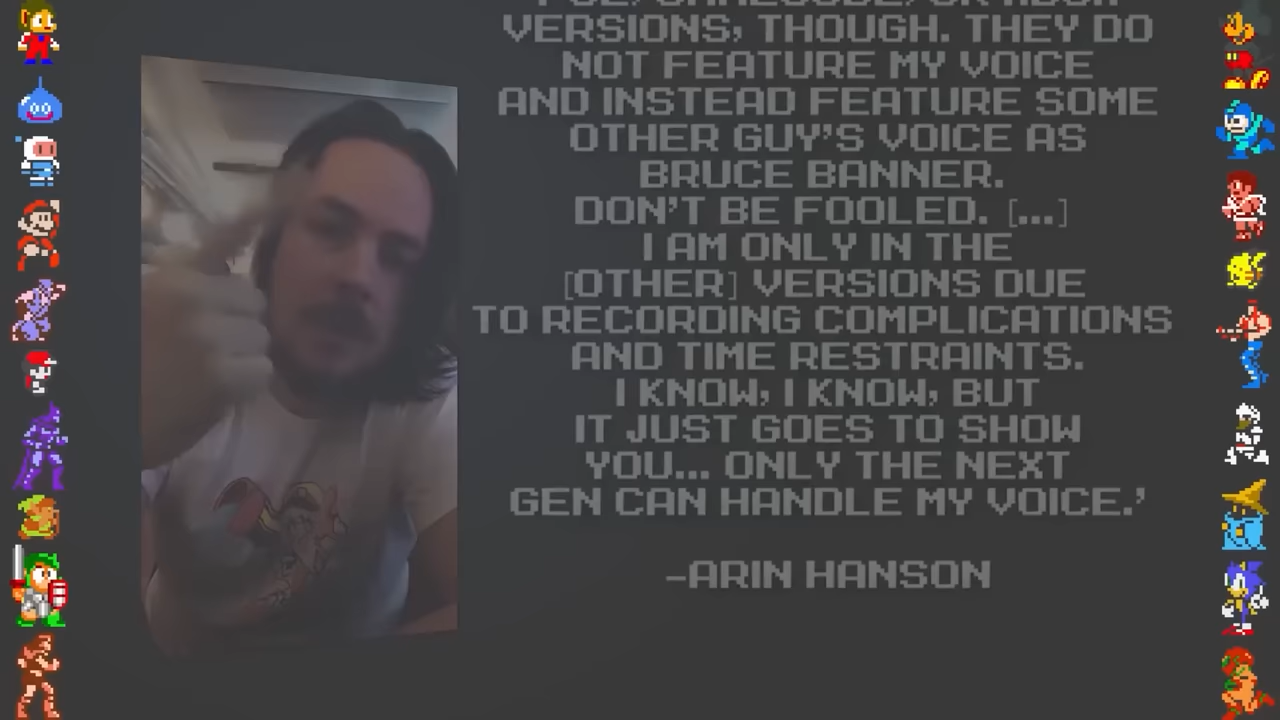 VERSIONS, THOUGH. THEY DO
NOT FEATURE MY VOICE
AND INSTEAD FEATURE SOME
OTHER GUY'S VOICE AS
BRUCE BANNER.
DON'T BE FOOLED. [...]
I AM ONLY IN THE
[OTHER] VERSIONS DUE
TO RECORDING COMPLICATIONS
AND TIME RESTRAINTS.
I KNOW, I KNOW, BUT
IT JUST GOES TO SHOW
YOU... ONLY THE NEXT
GEN CAN HANDLE MY VOICE.'
-ARIN HANSON